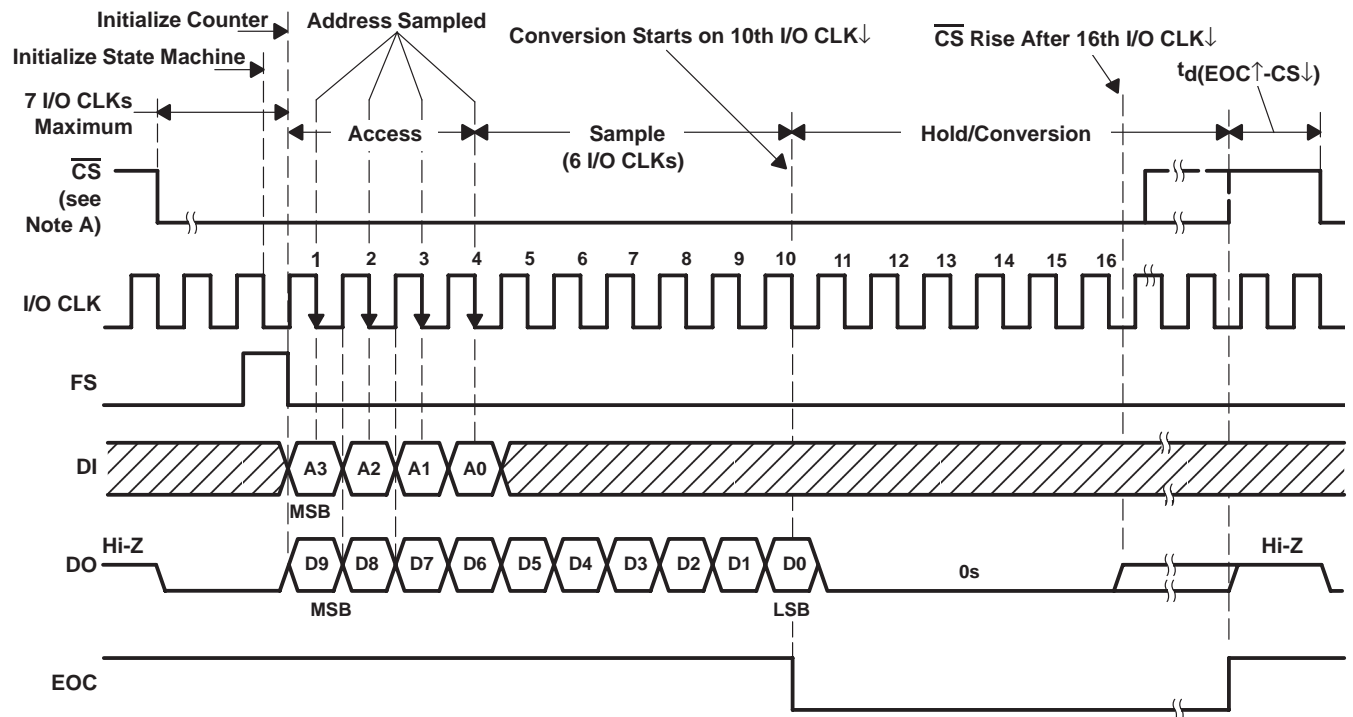 Initialize Counter
Address Sampled
Conversion Starts on 10th I/O CLK↓
CS Rise After 16th I/O CLK↓
Initialize State Machine
td(EOC↑-CS↓)
7 I/O CLKs
Maximum
Access
Sample
(6 I/O CLKs)
Hold/Conversion
CS
(see
Note A)
1 2 3 4 5 6 7 8 9 10 11 12 13 14 15 16
I/O CLK
FS
DI
A3 A2 A1 A0
MSB
Hi-Z
Hi-Z
DO
D9 D8 D7 D6 D5 D4 D3 D2 D1 D0
0s
MSB
LSB
EOC